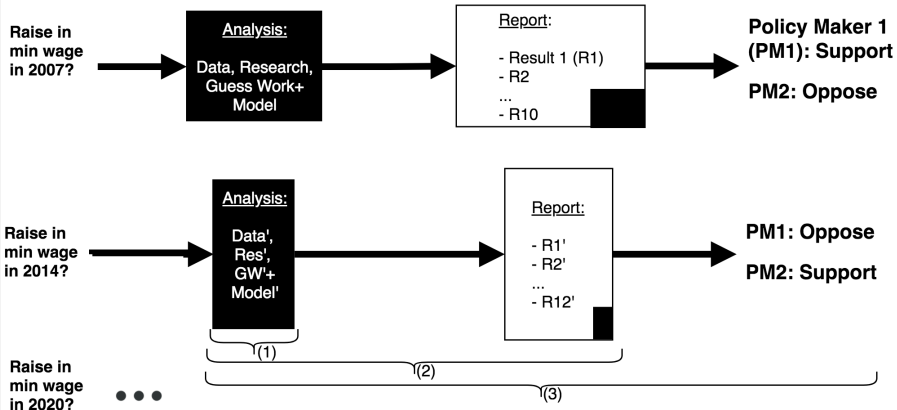 Raise in
min wage
in 2007?
Analysis:
Data, Research,
Guess Work+
Model
Report:
- Result 1 (R1)
- R2
...
- R10
Policy Maker 1
(PM1): Support
PM2: Oppose
Raise in
min wage
in 2014?
Analysis:
Data',
Res',
GW'+
Model'
Report:
- R1'
- R2'
...
- R12'
PM1: Oppose
PM2: Support
(1)
(2)
(3)
Raise in
min wage
in 2020?